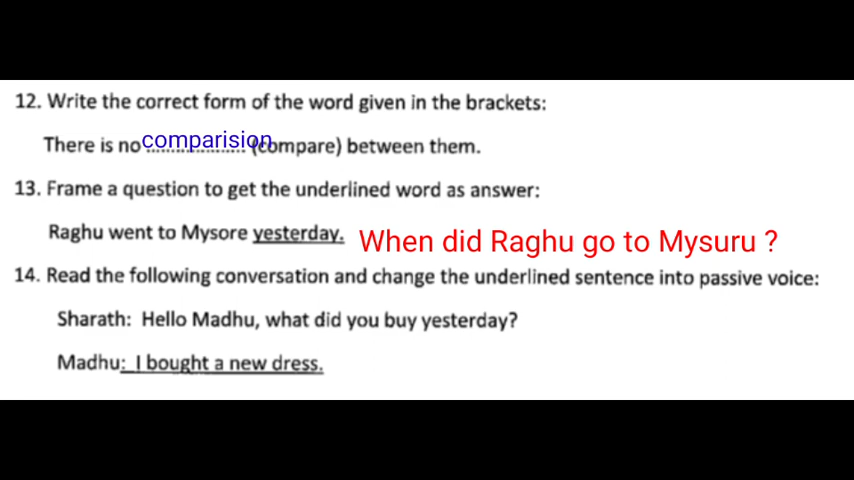 12. Write the correct form of the word given in the brackets:
There is no comparision (compare) between them.
13. Frame a question to get the underlined word as answer:
Raghu went to Mysore yesterday. When did Raghu go to Mysuru ?
14. Read the following conversation and change the underlined sentence into passive voice:
Sharath: Hello Madhu, what did you buy yesterday?
Madhu: I bought a new dress.